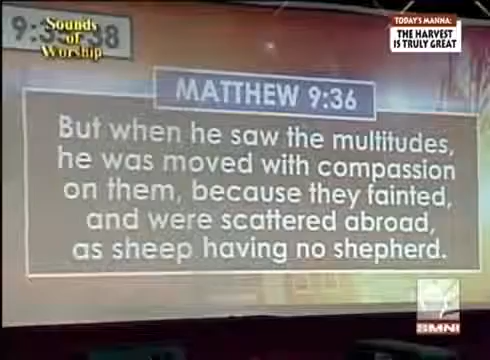 Sounds
of
Worship
TODAY'S MANNA:
THE HARVEST
IS TRULY GREAT
MATTHEW 9:36
But when he saw the multitudes,
he was moved with compassion
on them, because they fainted,
and were scattered abroad,
as sheep having no shepherd.
SMNI